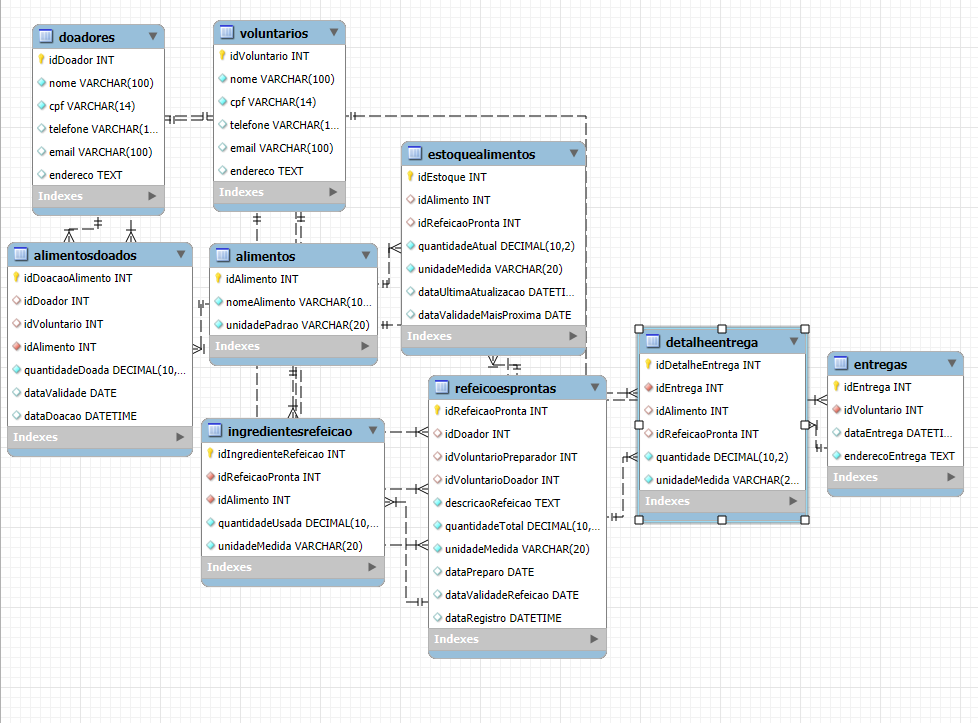 doadores
idDoador INT
nome VARCHAR(100)
cpf VARCHAR(14)
telefone VARCHAR(1...
email VARCHAR(100)
endereco TEXT
Indexes
voluntarios
idVoluntario INT
nome VARCHAR(100)
cpf VARCHAR(14)
telefone VARCHAR(1...
email VARCHAR(100)
endereco TEXT
Indexes
estoquealimentos
idEstoque INT
idAlimento INT
idRefeicaoPronta INT
quantidadeAtual DECIMAL(10,2)
unidadeMedida VARCHAR(20)
dataUltimaAtualizacao DATETI...
dataValidadeMaisProxima DATE
Indexes
alimentosdoados
idDoacaoAlimento INT
idDoador INT
idVoluntario INT
idAlimento INT
quantidadeDoada DECIMAL(10,...
dataValidade DATE
dataDoacao DATETIME
Indexes
alimentos
idAlimento INT
nomeAlimento VARCHAR(10...
unidadePadrao VARCHAR(20)
Indexes
ingredientesrefeicao
idIngredienteRefeicao INT
idRefeicaoPronta INT
idAlimento INT
quantidadeUsada DECIMAL(10,...
unidadeMedida VARCHAR(20)
Indexes
refeicoesprontas
idRefeicaoPronta INT
idDoador INT
idVoluntarioPreparador INT
idVoluntarioDoador INT
descricaoRefeicao TEXT
quantidadeTotal DECIMAL(10,...
unidadeMedida VARCHAR(20)
dataPreparo DATE
dataValidadeRefeicao DATE
dataRegistro DATETIME
Indexes
detalheentrega
idDetalheEntrega INT
idEntrega INT
idAlimento INT
idRefeicaoPronta INT
quantidade DECIMAL(10,2)
unidadeMedida VARCHAR(2...
Indexes
entregas
idEntrega INT
idVoluntario INT
dataEntrega DATETI...
enderecoEntrega TEXT
Indexes